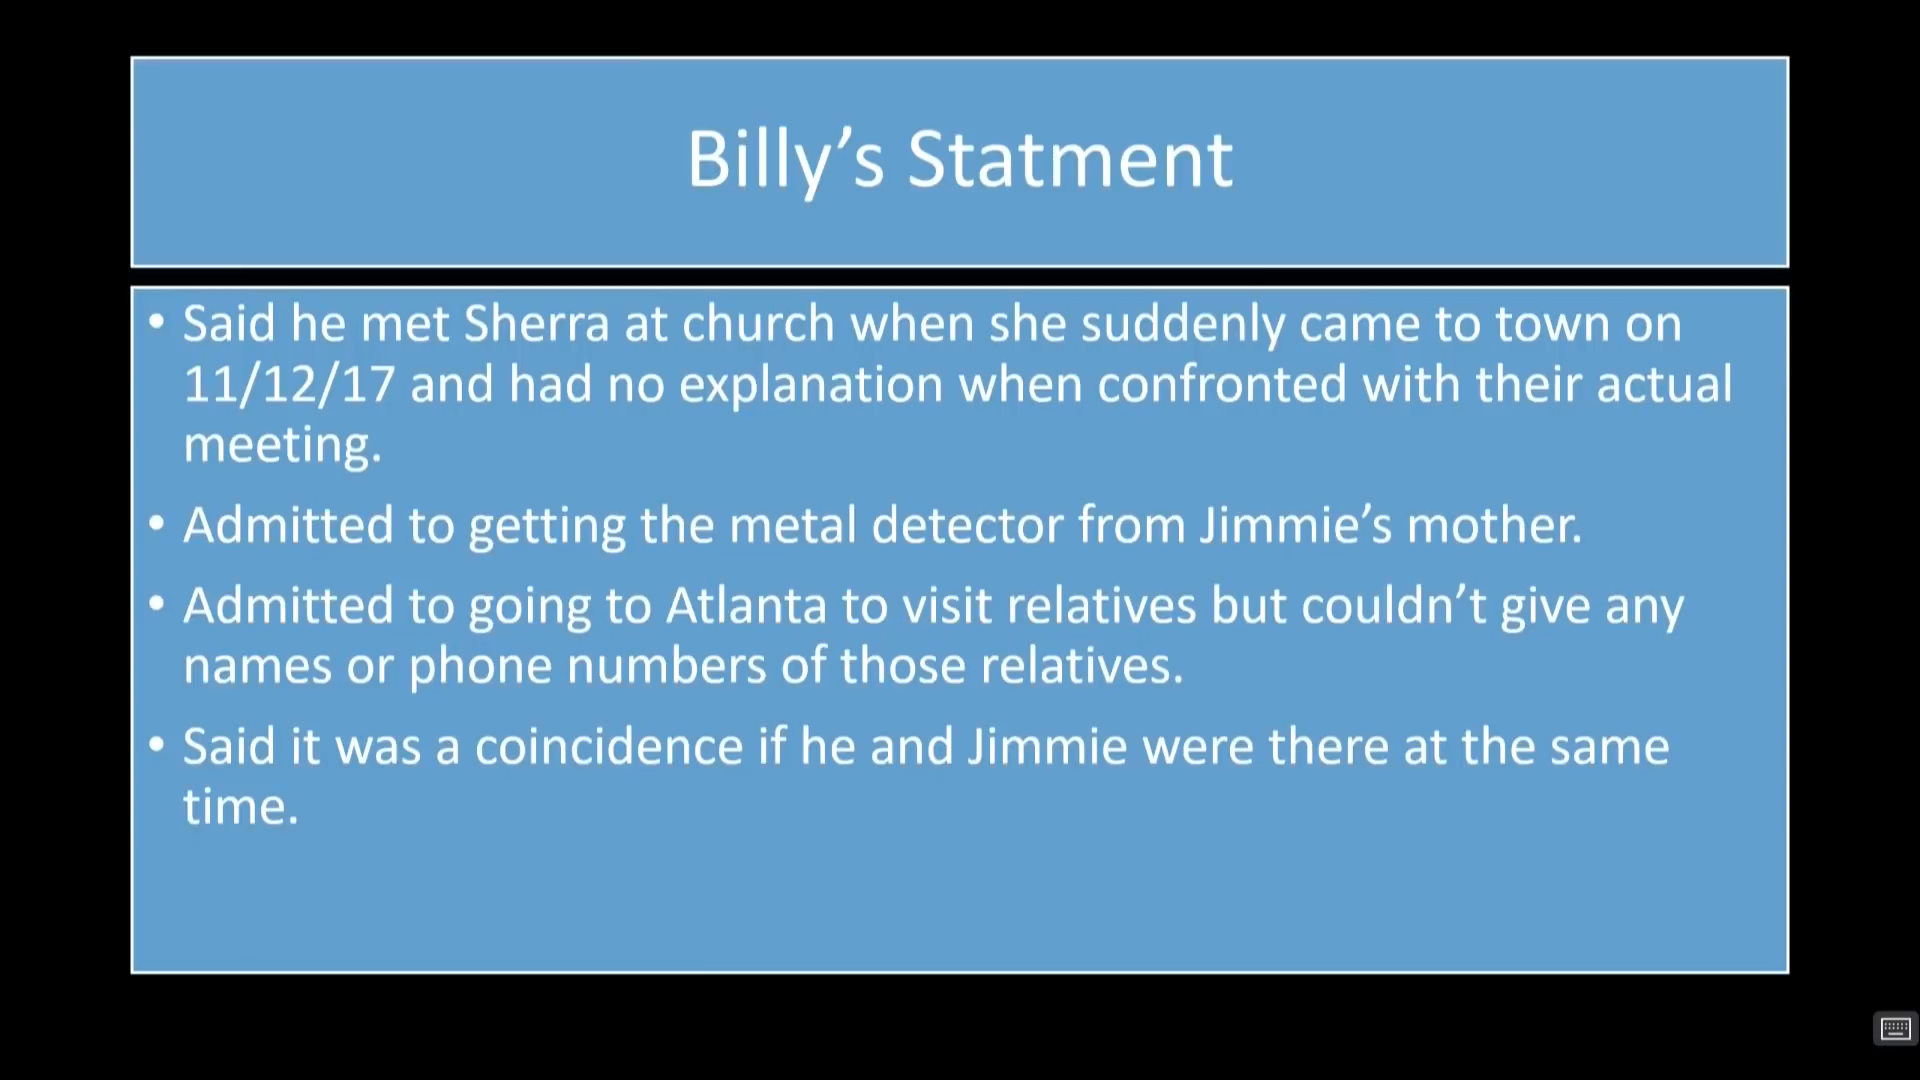 Billy’s Statment
• Said he met Sherra at church when she suddenly came to town on
11/12/17 and had no explanation when confronted with their actual
meeting.
• Admitted to getting the metal detector from Jimmie’s mother.
• Admitted to going to Atlanta to visit relatives but couldn’t give any
names or phone numbers of those relatives.
• Said it was a coincidence if he and Jimmie were there at the same
time.